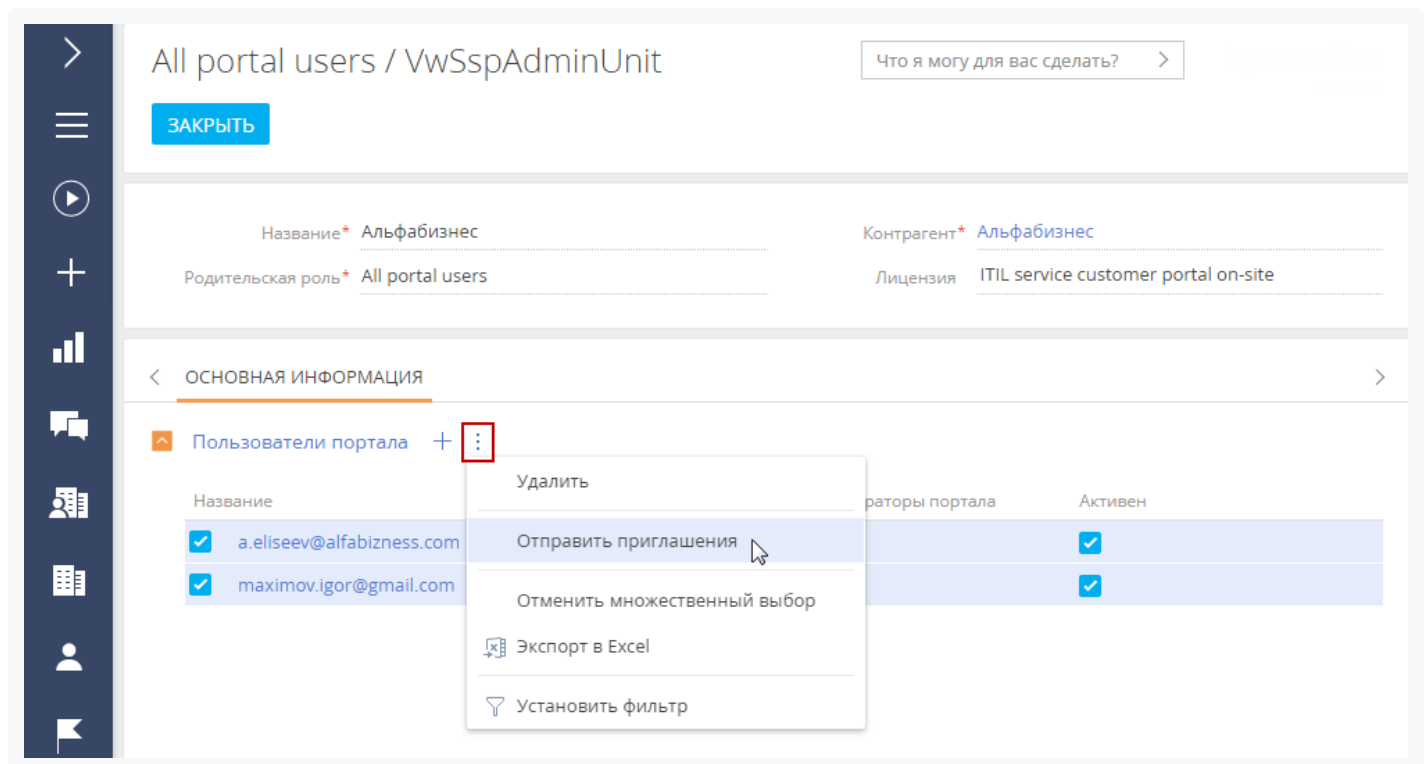 All portal users / VwSspAdminUnit
Что я могу для вас сделать?
ЗАКРЫТЬ
Название* Альфабизнес
Контрагент* Альфабизнес
Родительская роль* All portal users
Лицензия ITIL service customer portal on-site
ОСНОВНАЯ ИНФОРМАЦИЯ
Пользователи портала
Удалить
Название
раторы портала
Активен
a.eliseev@alfabizness.com
Отправить приглашения
maximov.igor@gmail.com
Отменить множественный выбор
Экспорт в Excel
Установить фильтр